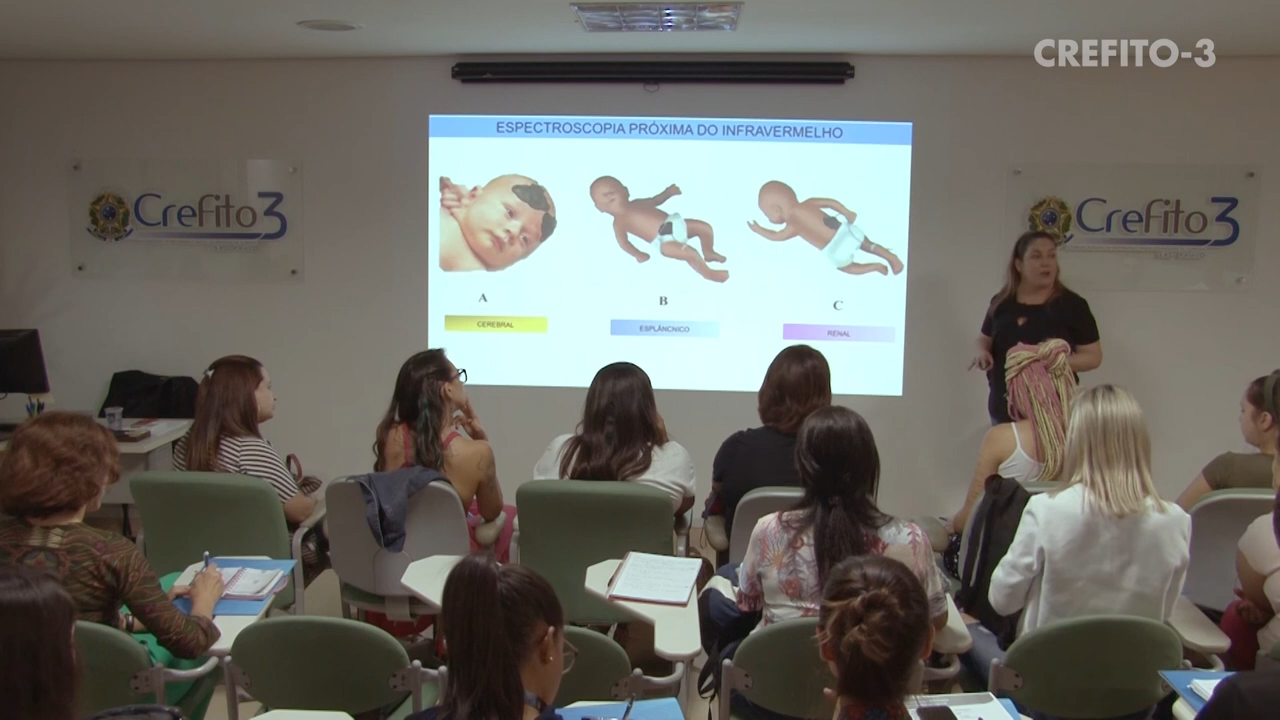 CREFITO-3
ESPECTROSCOPIA PRÓXIMA DO INFRAVERMELHO
CreFito3
CreFito3
A
B
C
CEREBRAL
ESPLÂNCNICO
RENAL